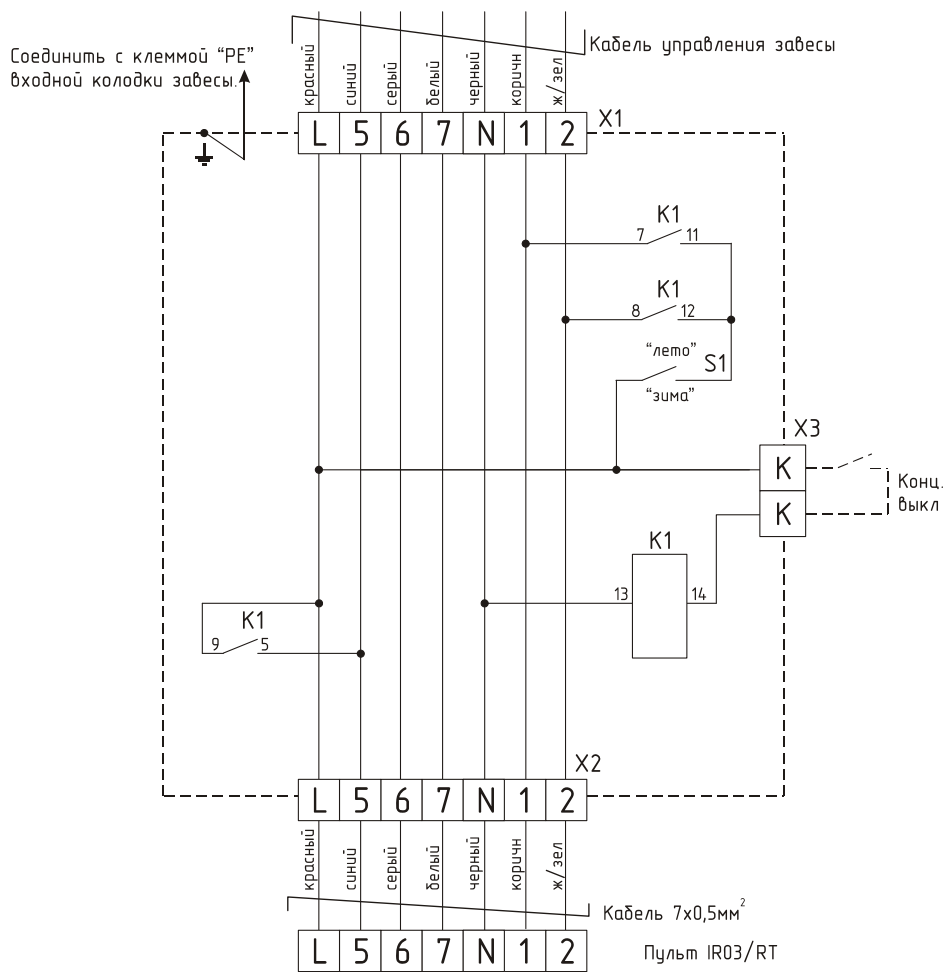 Соединить с клеммой “PE”
входной колодки завесы.
Кабель управления завесы
красный
синий
серый
белый
черный
коричн
ж/зел
L 5 6 7 N 1 2
X1
K1
7 11
K1
8 12
“лето” S1
“зима”
X3
K
K
Конц.
выкл
K1
13 14
K1
9 5
X2
L 5 6 7 N 1 2
красный
синий
серый
белый
черный
коричн
ж/зел
Кабель 7x0,5мм²
L 5 6 7 N 1 2
Пульт IR03/RT